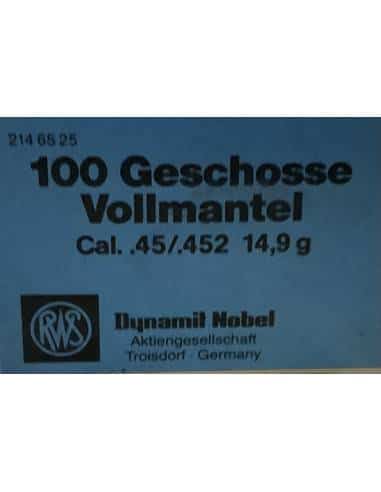 214 65 25
100 Geschosse
Vollmantel
Cal. .45/.452 14,9 g
RWS
Dynamit Nobel
Aktiengesellschaft
Troisdorf · Germany